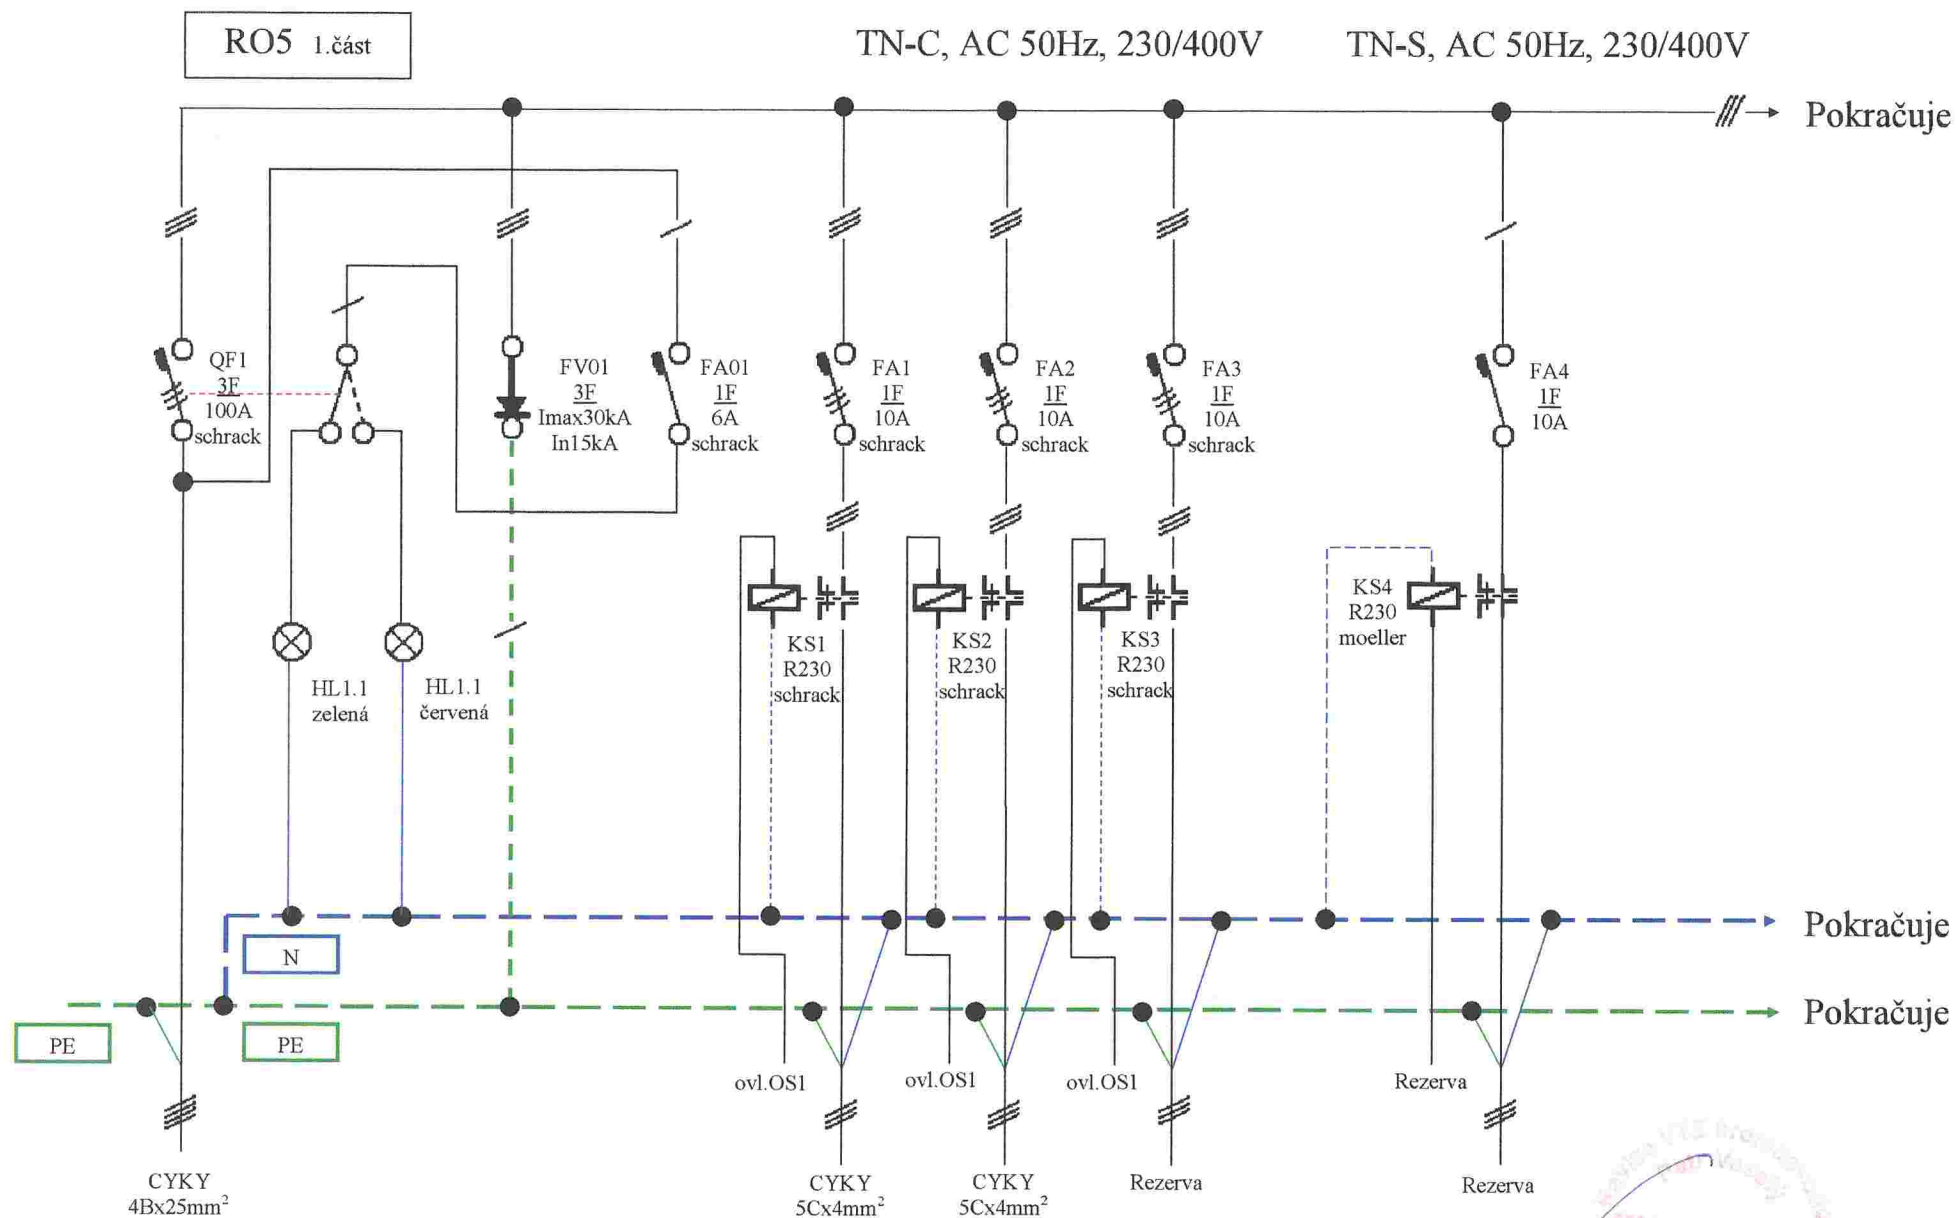 RO5 1.část
TN-C, AC 50Hz, 230/400V
TN-S, AC 50Hz, 230/400V
Pokračuje
QF1
3F
100A
schrack
FV01
3F
Imax30kA
In15kA
FA01
1F
6A
schrack
FA1
1F
10A
schrack
FA2
1F
10A
schrack
FA3
1F
10A
schrack
FA4
1F
10A
KS1
R230
schrack
KS2
R230
schrack
KS3
R230
schrack
KS4
R230
moeller
HL1.1
zelená
HL1.1
červená
Pokračuje
N
Pokračuje
PE
PE
ovl.OS1
ovl.OS1
ovl.OS1
Rezerva
CYKY
4Bx25mm²
CYKY
5Cx4mm²
CYKY
5Cx4mm²
Rezerva
Rezerva